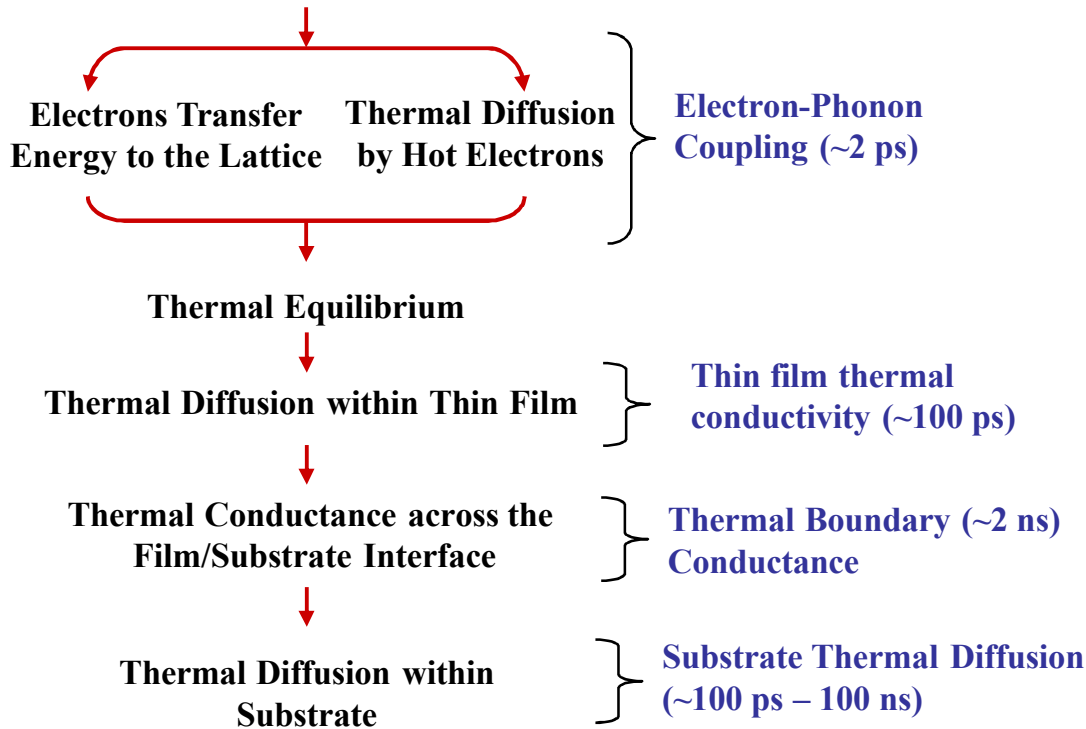 Electrons Transfer
Energy to the Lattice
Thermal Diffusion
by Hot Electrons
Electron-Phonon
Coupling (~2 ps)
Thermal Equilibrium
Thermal Diffusion within Thin Film
Thin film thermal
conductivity (~100 ps)
Thermal Conductance across the
Film/Substrate Interface
Thermal Boundary (~2 ns)
Conductance
Thermal Diffusion within
Substrate
Substrate Thermal Diffusion
(~100 ps – 100 ns)